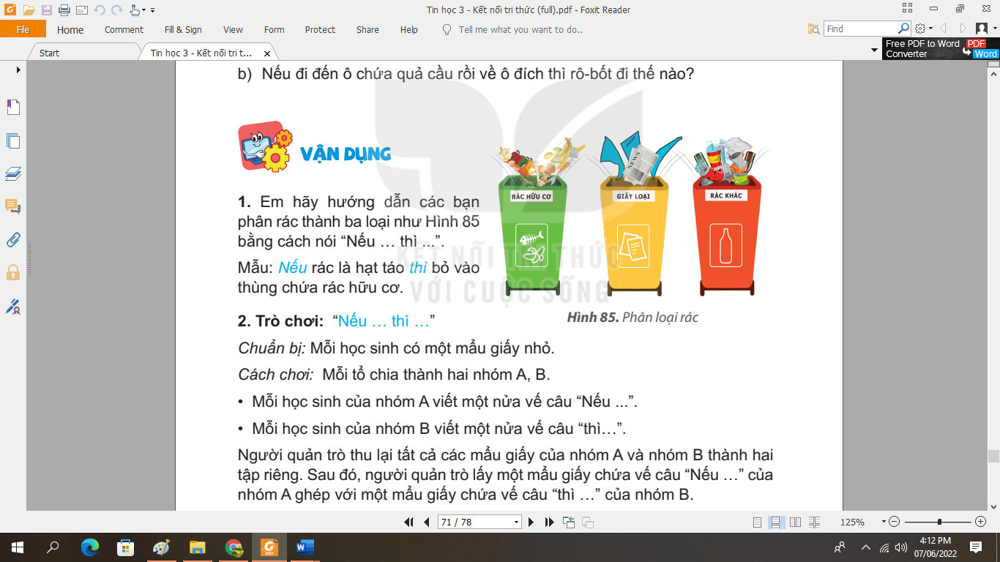 Tin học 3 - Kết nối tri thức (full).pdf - Foxit Reader
File Home Comment Fill & Sign View Form Protect Share Help Tell me what you want to do.. Find
Start Tin học 3 - Kết nối tri t... × Free PDF to Word Converter PDF Word
b) Nếu đi đến ô chứa quả cầu rồi về ô đích thì rô-bốt đi thế nào?
VẬN DỤNG
NEWS
RÁC HỮU CƠ GIẤY LOẠI RÁC KHÁC
1. Em hãy hướng dẫn các bạn
phân rác thành ba loại như Hình 85
bằng cách nói “Nếu … thì ...”.
Mẫu: Nếu rác là hạt táo thì bỏ vào
thùng chứa rác hữu cơ.
KẾT NỐI TRI THỨC
VỚI CUỘC SỐNG
Hình 85. Phân loại rác
2. Trò chơi: “Nếu … thì …”
Chuẩn bị: Mỗi học sinh có một mẩu giấy nhỏ.
Cách chơi: Mỗi tổ chia thành hai nhóm A, B.
• Mỗi học sinh của nhóm A viết một nửa vế câu “Nếu ...”.
• Mỗi học sinh của nhóm B viết một nửa vế câu “thì…”.
Người quản trò thu lại tất cả các mẩu giấy của nhóm A và nhóm B thành hai
tập riêng. Sau đó, người quản trò lấy một mẩu giấy chứa vế câu “Nếu …” của
nhóm A ghép với một mẩu giấy chứa vế câu “thì …” của nhóm B.
71 / 78 125%
4:12 PM
07/06/2022